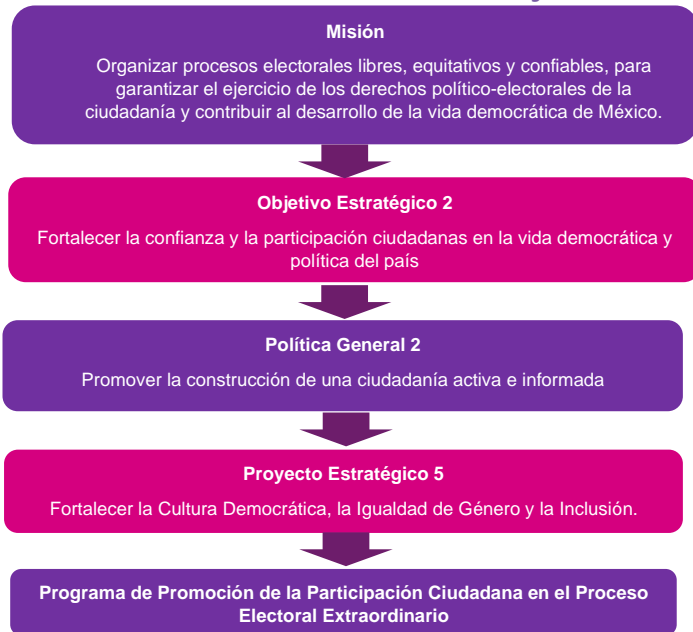 Misión
Organizar procesos electorales libres, equitativos y confiables, para
garantizar el ejercicio de los derechos político-electorales de la
ciudadanía y contribuir al desarrollo de la vida democrática de México.
Objetivo Estratégico 2
Fortalecer la confianza y la participación ciudadanas en la vida democrática y
política del país
Política General 2
Promover la construcción de una ciudadanía activa e informada
Proyecto Estratégico 5
Fortalecer la Cultura Democrática, la Igualdad de Género y la Inclusión.
Programa de Promoción de la Participación Ciudadana en el Proceso
Electoral Extraordinario